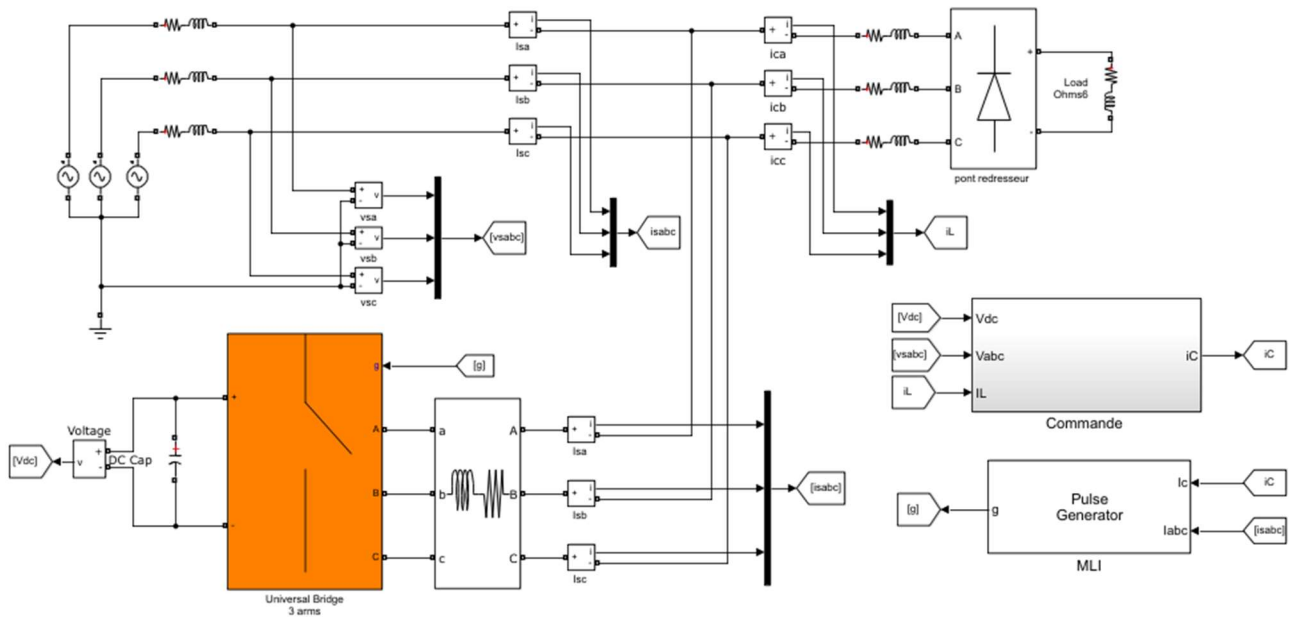 Isa
Isb
Isc
ica
icb
icc
A
B
C
+
-
Load
Ohms6
pont redresseur
vsa
vsb
vsc
[vsabc]
isabc
iL
[Vdc]
[vsabc]
iL
Vdc
Vabc
IL
iC
iC
Commande
Voltage
[Vdc]
v
+
-
DC Cap
+
-
g
A
B
C
[g]
Universal Bridge
3 arms
a
b
c
A
B
C
Isa
Isb
Isc
[isabc]
[g]
g
Pulse
Generator
Ic
Iabc
iC
[isabc]
MLI